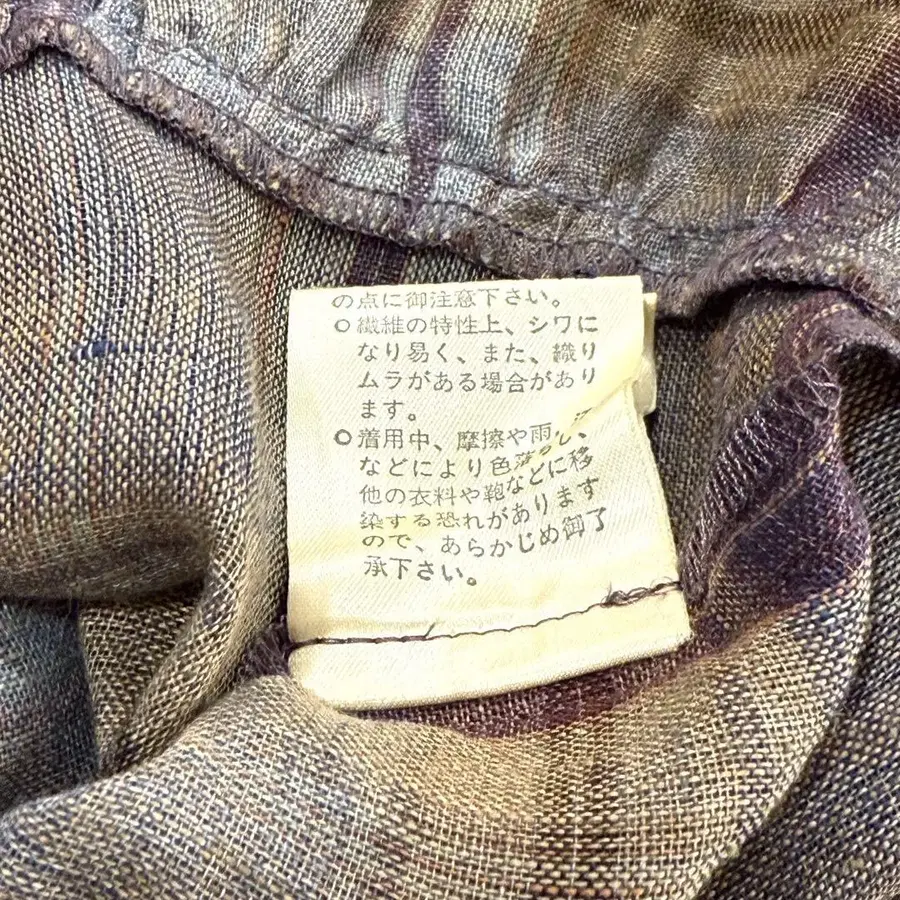 の点に御注意下さい。
○繊維の特性上、シワに
なり易く、また、織り
ムラがある場合があり
ます。
○着用中、摩擦や雨
などにより色落ちし、
他の衣料や鞄などに移
染する恐れがあります
ので、あらかじめ御了
承下さい。